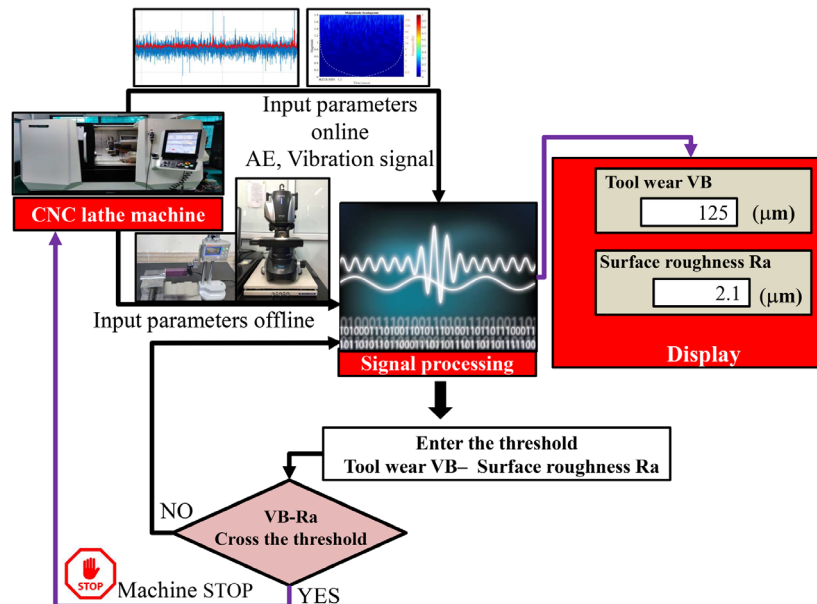 Input parameters
online
AE, Vibration signal
CNC lathe machine
Input parameters offline
Signal processing
Tool wear VB
125
(μm)
Surface roughness Ra
2.1
(μm)
Display
Enter the threshold
Tool wear VB– Surface roughness Ra
VB-Ra
Cross the threshold
NO
YES
STOP
Machine STOP